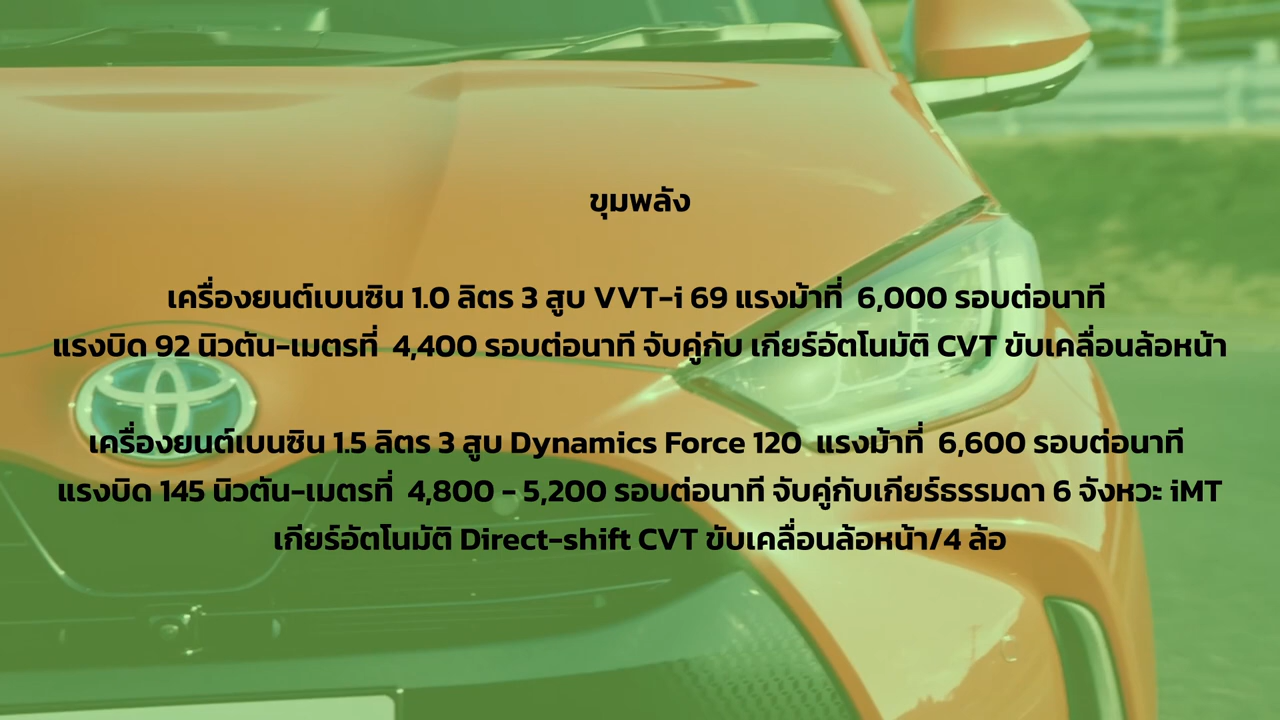 ขุมพลัง
เครื่องยนต์เบนซิน 1.0 ลิตร 3 สูบ VVT-i 69 แรงม้าที่ 6,000 รอบต่อนาที
แรงบิด 92 นิวตัน-เมตรที่ 4,400 รอบต่อนาที จับคู่กับ เกียร์อัตโนมัติ CVT ขับเคลื่อนล้อหน้า
เครื่องยนต์เบนซิน 1.5 ลิตร 3 สูบ Dynamics Force 120 แรงม้าที่ 6,600 รอบต่อนาที
แรงบิด 145 นิวตัน-เมตรที่ 4,800 - 5,200 รอบต่อนาที จับคู่กับเกียร์ธรรมดา 6 จังหวะ iMT
เกียร์อัตโนมัติ Direct-shift CVT ขับเคลื่อนล้อหน้า/4 ล้อ